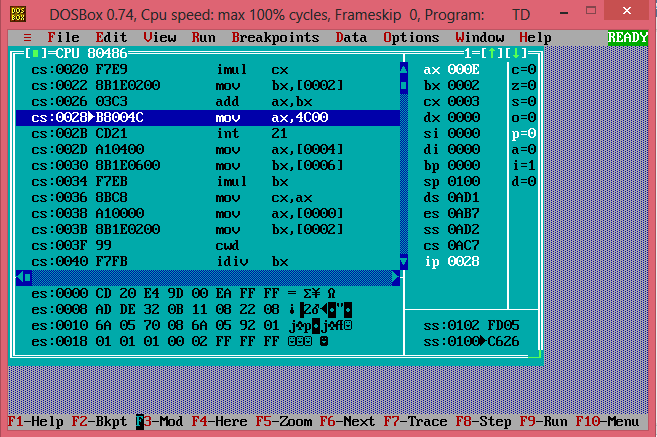 DOSBox 0.74, Cpu speed: max 100% cycles, Frameskip 0, Program: TD
≡ File Edit View Run Breakpoints Data Options Window Help READY
[■]=CPU 80486 1=[↑][↓]
cs:0020 F7E9 imul cx ax 000E c=0
cs:0022 8B1E0200 mov bx,[0002] bx 0002 z=0
cs:0026 03C3 add ax,bx cx 0003 s=0
cs:0028►B8004C mov ax,4C00 dx 0000 o=0
cs:002B CD21 int 21 si 0000 p=0
cs:002D A10400 mov ax,[0004] di 0000 a=0
cs:0030 8B1E0600 mov bx,[0006] bp 0000 i=1
cs:0034 F7EB imul bx sp 0100 d=0
cs:0036 8BC8 mov cx,ax ds 0AD1
cs:0038 A10000 mov ax,[0000] es 0AB7
cs:003B 8B1E0200 mov bx,[0002] ss 0AD2
cs:003F 99 cwd cs 0AC7
cs:0040 F7FB idiv bx ip 0028
es:0000 CD 20 E4 9D 00 EA FF FF = Σ¥ Ω
es:0008 AD DE 32 0B 11 08 22 08
es:0010 6A 05 70 08 6A 05 92 01 ss:0102 FD05
es:0018 01 01 01 00 02 FF FF FF ss:0100►C626
F1-Help F2-Bkpt F3-Mod F4-Here F5-Zoom F6-Next F7-Trace F8-Step F9-Run F10-Menu